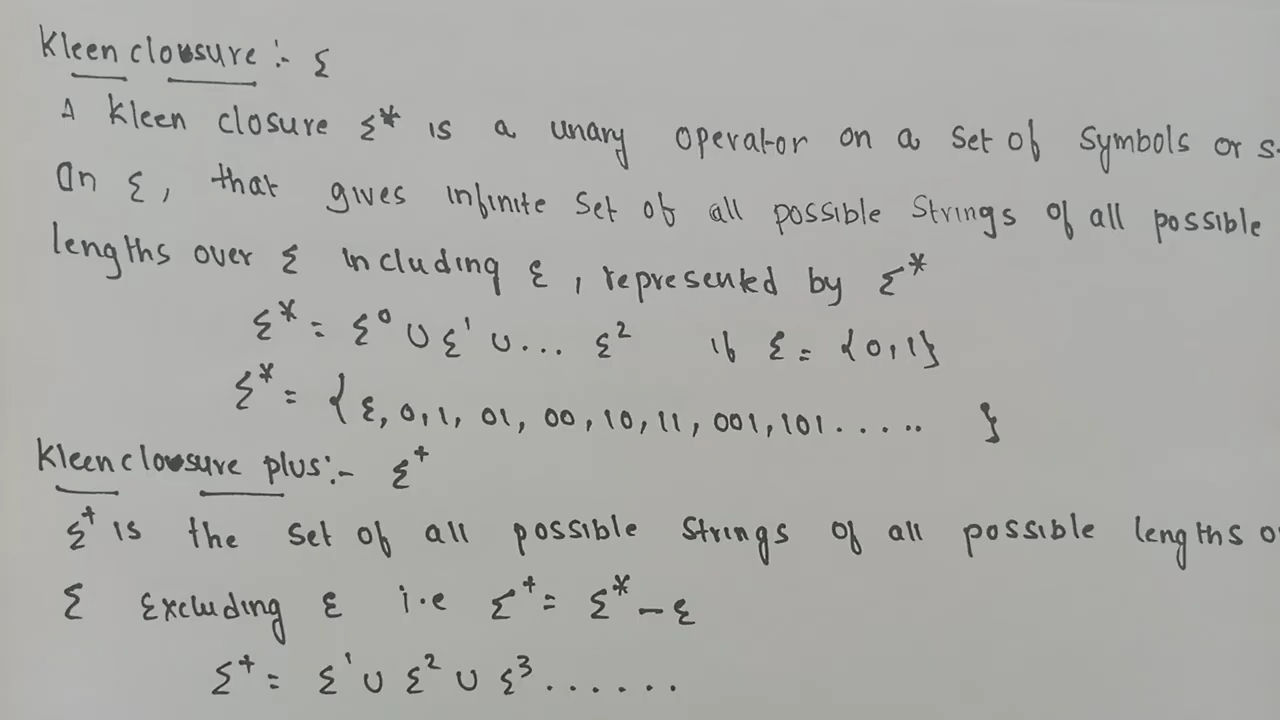 Kleen clousure :- Σ
A kleen closure Σ* is a unary operator on a set of symbols or s
on Σ, that gives infinite set of all possible strings of all possible
lengths over Σ including ε, represented by Σ*
Σ* = Σ⁰ ∪ Σ¹ ∪ ... Σ² if Σ = {0,1}
Σ* = {ε, 0, 1, 01, 00, 10, 11, 001, 101 ..... }
Kleen clousure plus :- Σ⁺
Σ⁺ is the set of all possible strings of all possible lengths o
Σ Excluding ε i.e Σ⁺ = Σ* - ε
Σ⁺ = Σ¹ ∪ Σ² ∪ Σ³ .......